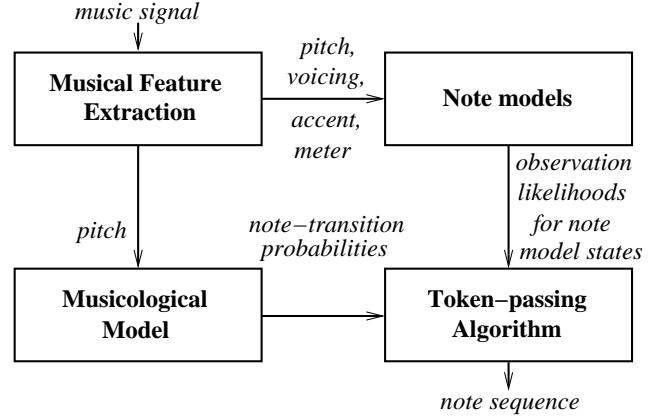 music signal
Musical Feature
Extraction
pitch,
voicing,
accent,
meter
Note models
observation
likelihoods
for note
model states
pitch
note−transition
probabilities
Musicological
Model
Token−passing
Algorithm
note sequence